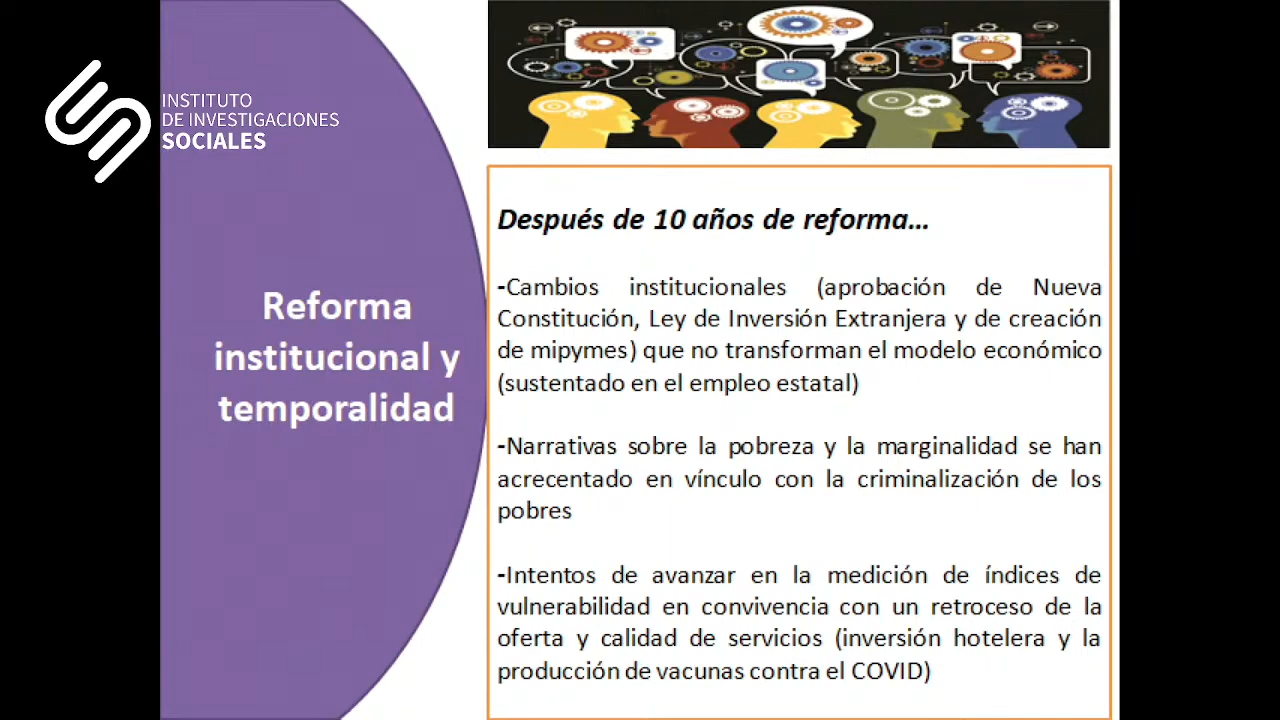 INSTITUTO
DE INVESTIGACIONES
SOCIALES
Reforma
institucional y
temporalidad
Después de 10 años de reforma...
-Cambios institucionales (aprobación de Nueva
Constitución, Ley de Inversión Extranjera y de creación
de mipymes) que no transforman el modelo económico
(sustentado en el empleo estatal)
-Narrativas sobre la pobreza y la marginalidad se han
acrecentado en vínculo con la criminalización de los
pobres
-Intentos de avanzar en la medición de índices de
vulnerabilidad en convivencia con un retroceso de la
oferta y calidad de servicios (inversión hotelera y la
producción de vacunas contra el COVID)